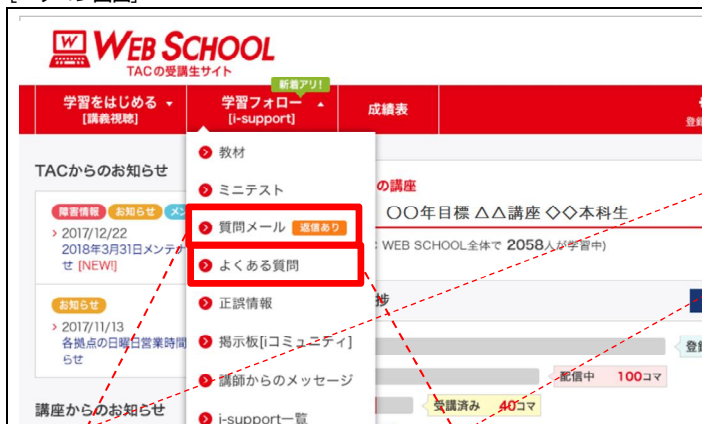 WEB SCHOOL
TACの受講生サイト
新着アリ!
学習をはじめる
[講義視聴]
学習フォロー
[i-support]
成績表
教材
ミニテスト
質問メール 返信あり
よくある質問
正誤情報
掲示板[iコミュニティ]
講師からのメッセージ
i-support一覧
TACからのお知らせ
障害情報 お知らせ
2017/12/22
2018年3月31日メンテナ
せ [NEW!]
お知らせ
2017/11/13
各拠点の日曜日営業時間
らせ
講座からのお知らせ
の講座
〇〇年目標 △△講座 ◇◇本科生
WEB SCHOOL全体で 2058人が学習中)
捗
配信中 100コマ
受講済み 40コマ